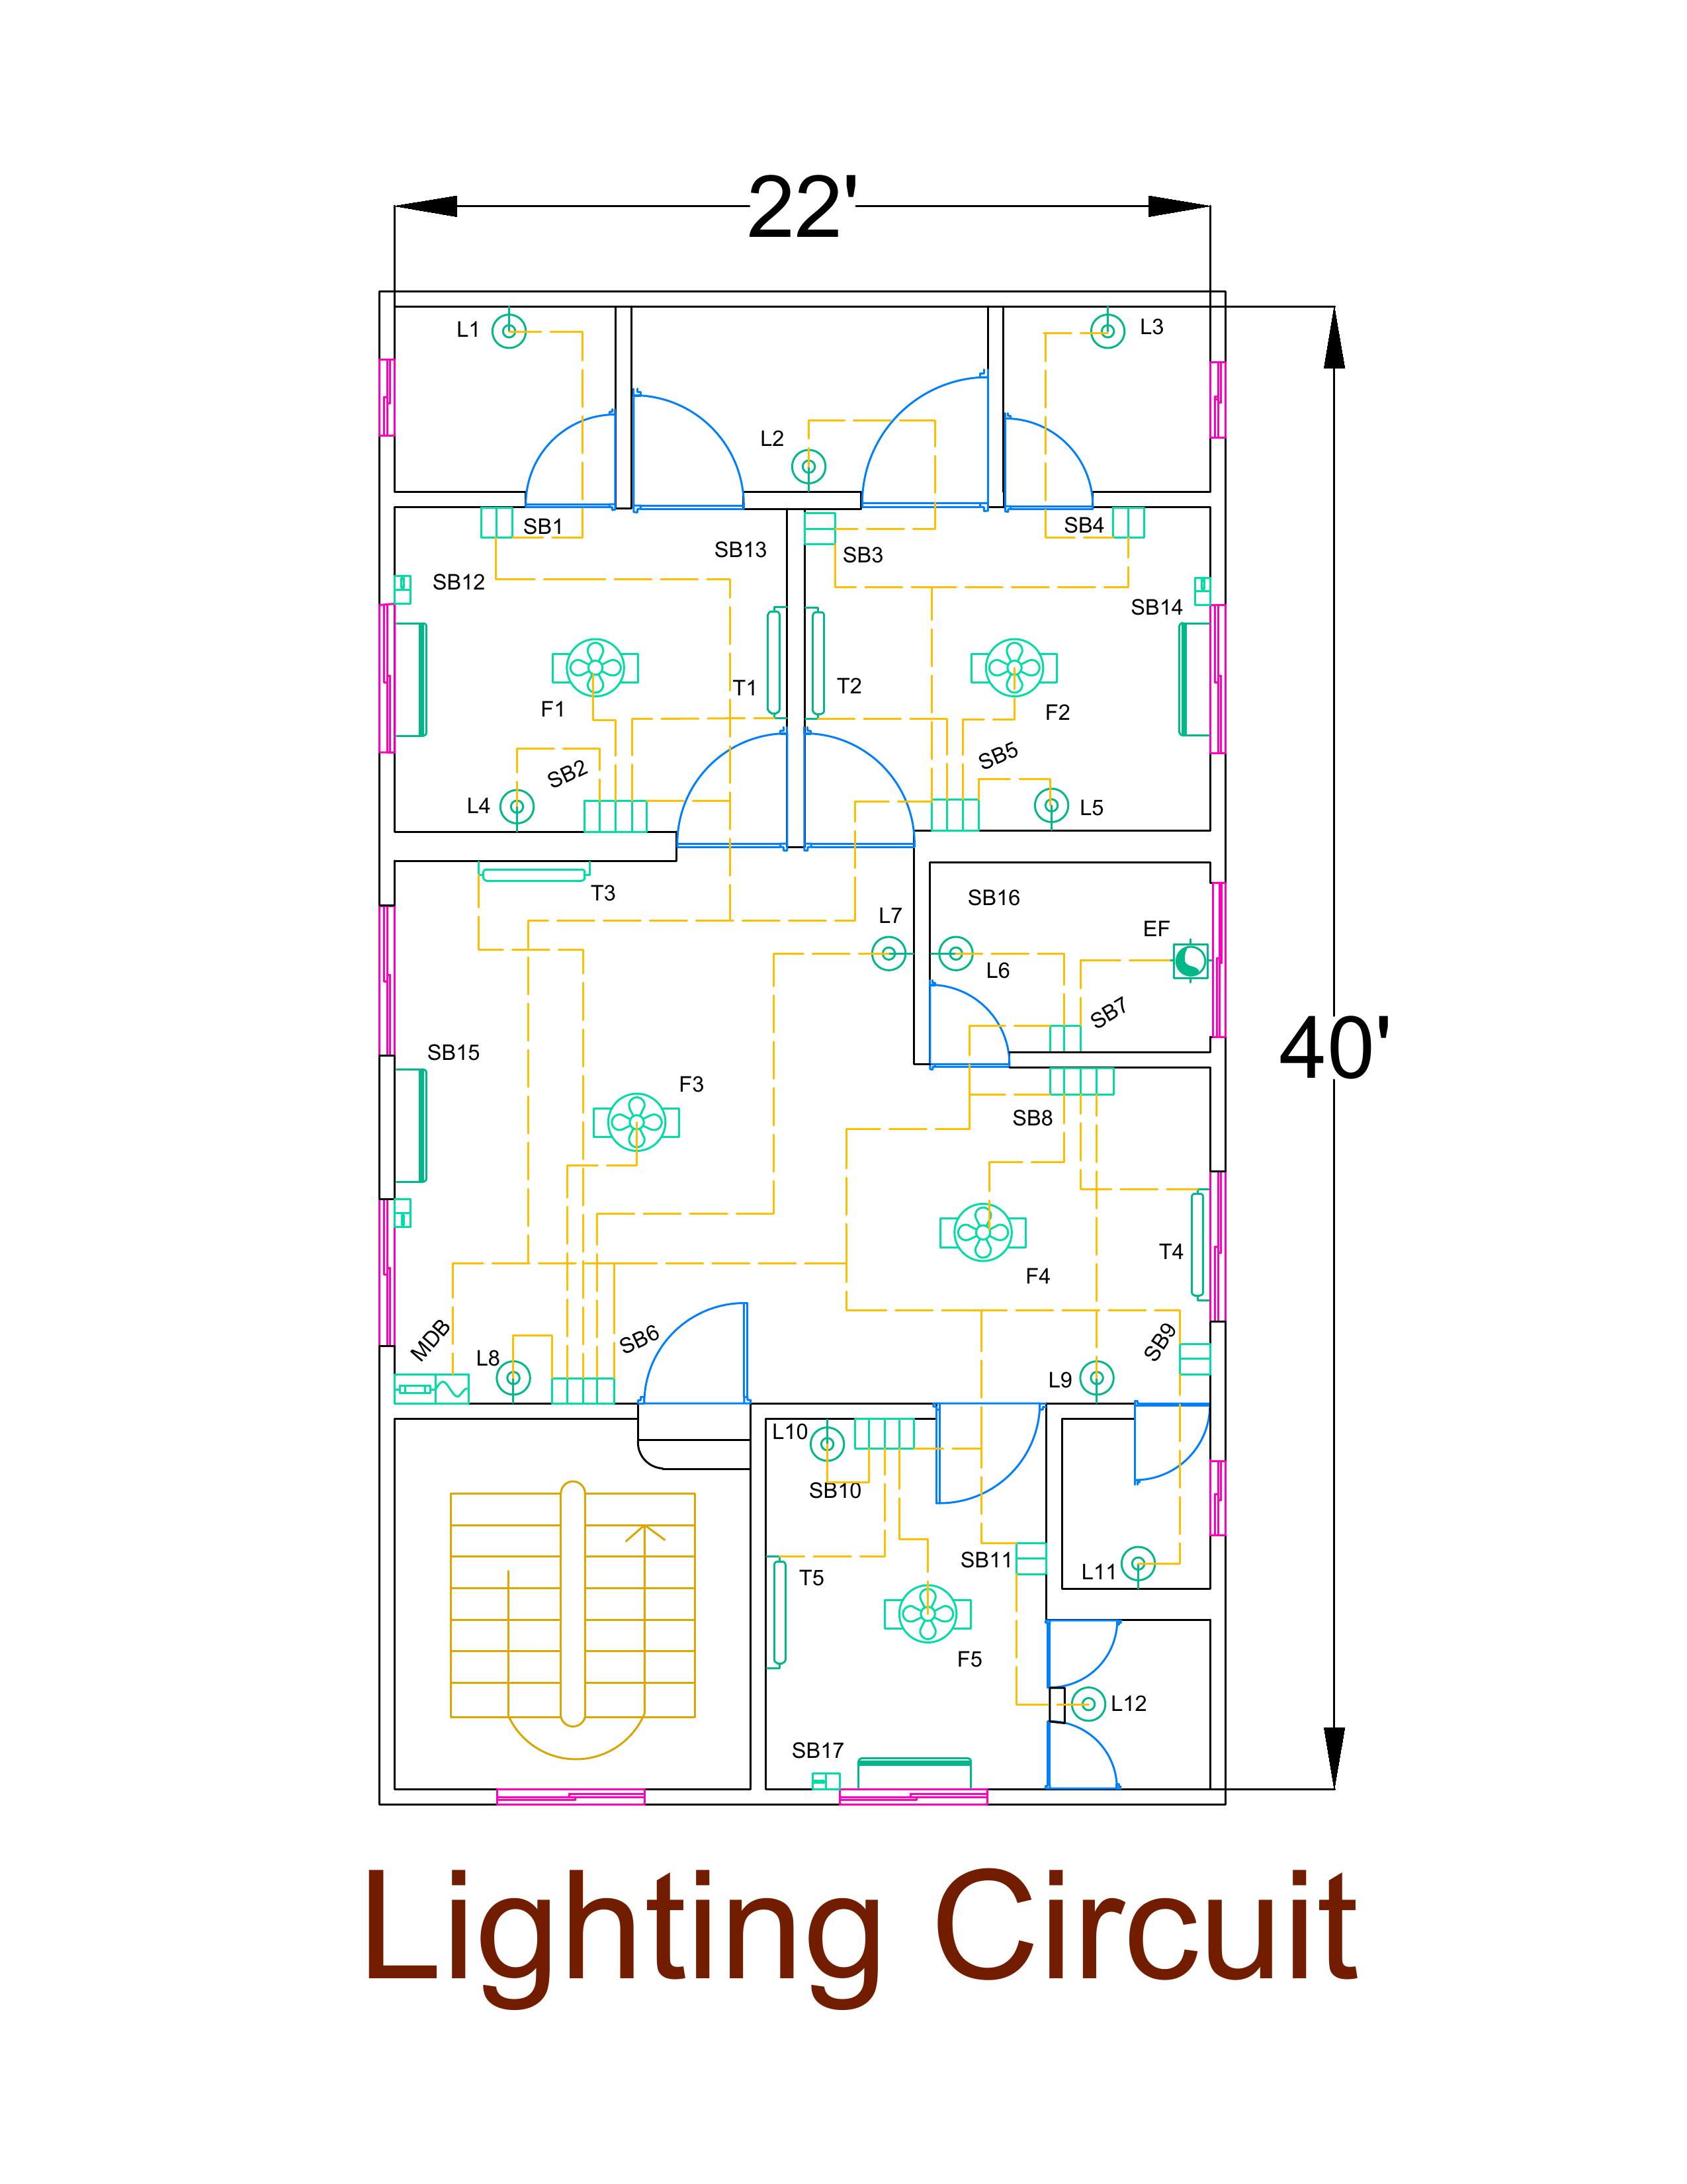 22'
L1
L3
L2
SB1
SB4
SB13
SB3
SB12
SB14
T1
T2
F1
F2
SB5
SB2
L4
L5
T3
SB16
L7
EF
L6
SB7
40'
SB15
F3
SB8
T4
F4
MDB
SB6
SB9
L8
L9
L10
SB10
SB11
L11
T5
F5
L12
SB17
Lighting Circuit